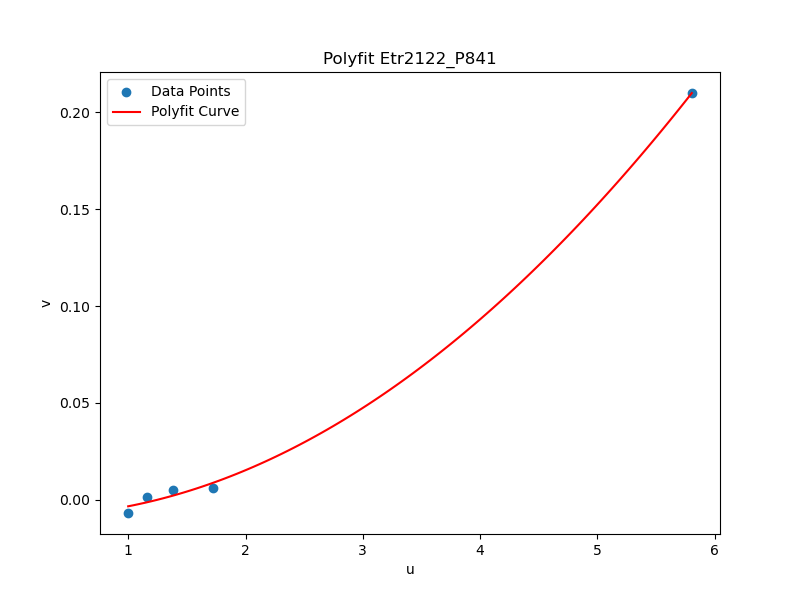 Polyfit Etr2122_P841
Data Points
Polyfit Curve
0.20
0.15
0.10
0.05
0.00
v
1 2 3 4 5 6
u